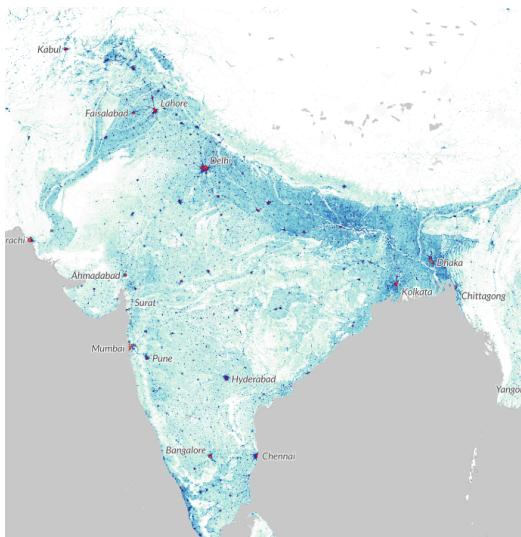 Kabul
Lahore
Faisalabad
Delhi
rachi
Ahmadabad
Dhaka
Kolkata
Chittagong
Surat
Mumbai
Pune
Hyderabad
Yango
Bangalore
Chennai